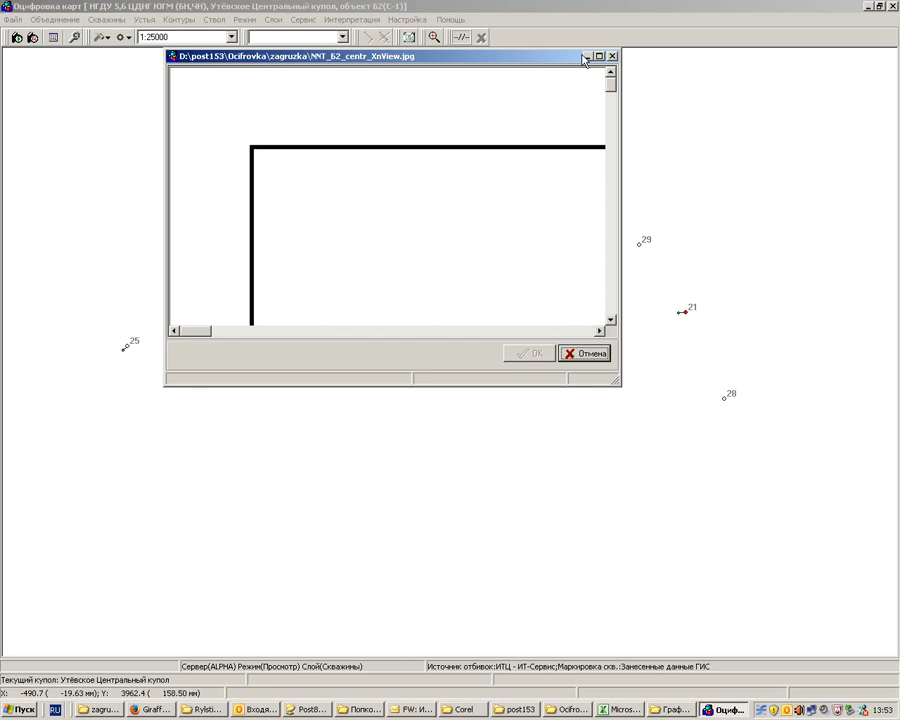 Оцифровка карт [ НГДУ 5,6 ЦДНГ ЮГМ (БН,ЧН), Утёвское Центральный купол, объект Б2(С-1)]
Файл Объединение Скважины Устья Контуры Ствол Режим Слои Сервис Интерпретация Настройка Помощь
1:25000
D:\post153\Ocifrovka\zagruzka\NNT_Б2_centr_XnView.jpg
29
21
25
28
OK Отмена
Сервер(ALPHA) Режим(Просмотр) Слой(Скважины) Источник отбивок:ИТЦ - ИТ-Сервис;Маркировка скв.:Занесенные данные ГИС
Текущий купол: Утёвское Центральный купол
X: -490.7 ( -19.63 мм); Y: 3962.4 ( 158.50 мм)
Пуск RU zagru... Giraff... Rylsti... Входя... Post8... Попко... FW: И... Corel post153 Ocifro... Micros... Граф... Оциф... 13:53